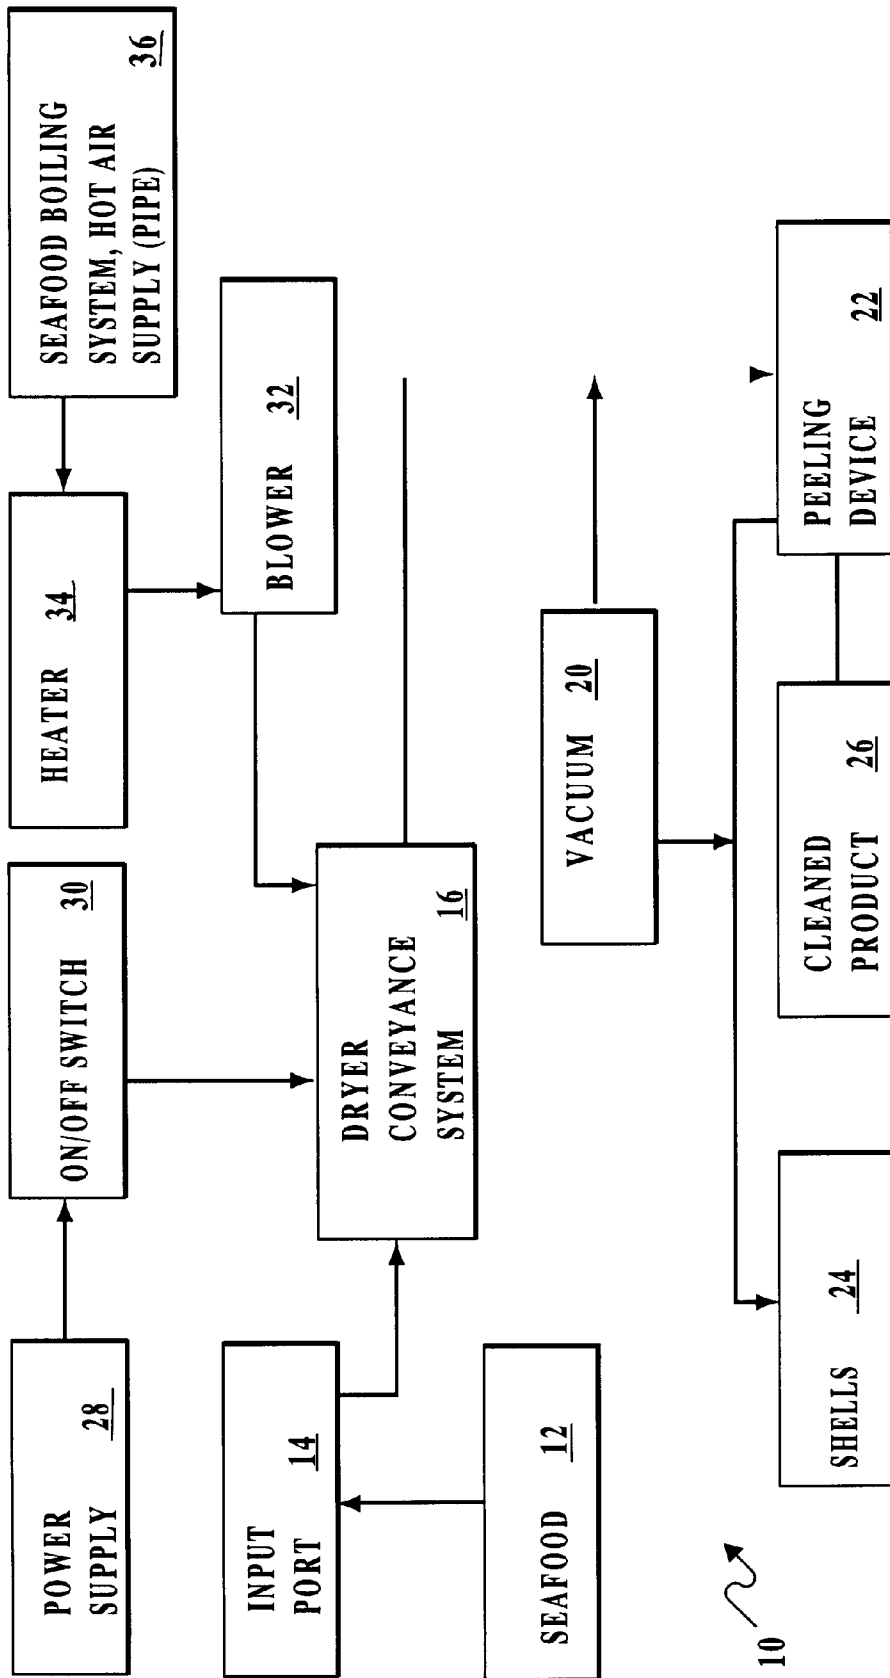 POWER
SUPPLY
28
ON/OFF SWITCH
30
HEATER
34
SEAFOOD BOILING
SYSTEM, HOT AIR
SUPPLY (PIPE)
36
INPUT
PORT
14
BLOWER
32
DRYER
CONVEYANCE
SYSTEM
16
SEAFOOD
12
VACUUM
20
10
SHELLS
24
CLEANED
PRODUCT
26
PEELING
DEVICE
22